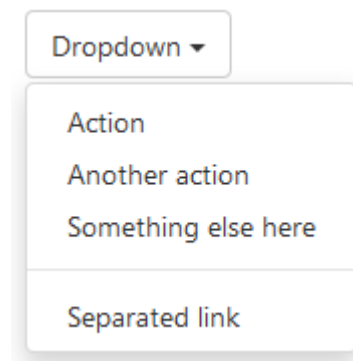 Dropdown
Action
Another action
Something else here
Separated link